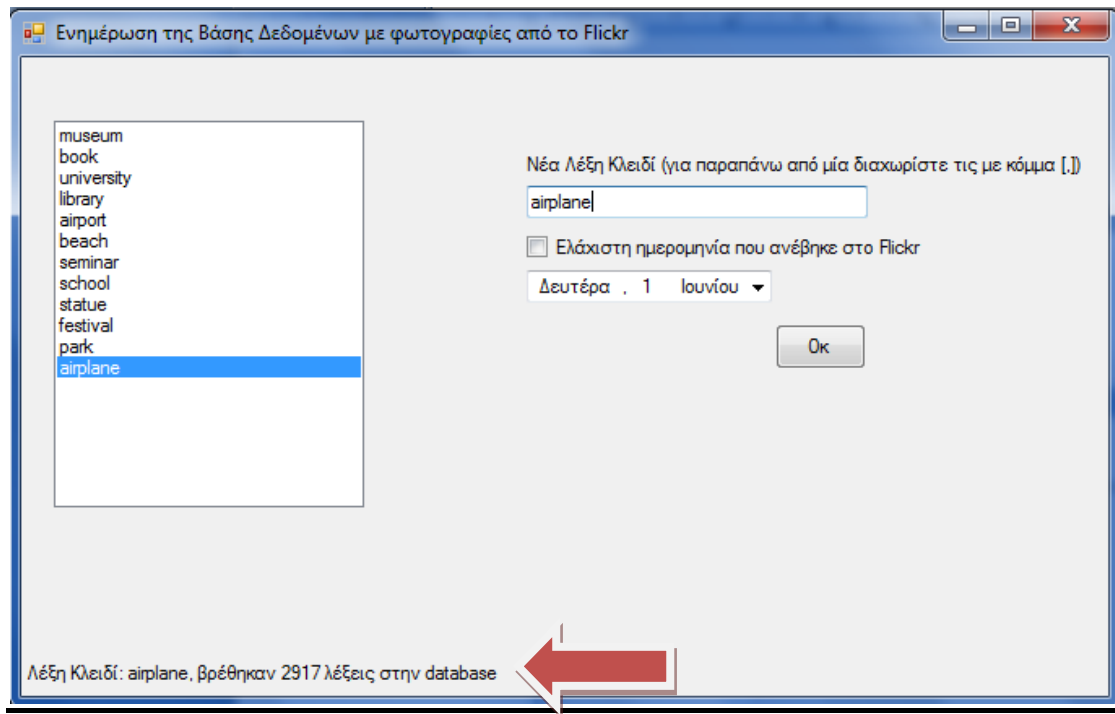 Ενημέρωση της Βάσης Δεδομένων με φωτογραφίες από το Flickr
museum
book
university
library
airport
beach
seminar
school
statue
festival
park
airplane
Νέα Λέξη Κλειδί (για παραπάνω από μία διαχωρίστε τις με κόμμα [,])
airplane
Ελάχιστη ημερομηνία που ανέβηκε στο Flickr
Δευτέρα , 1 Ιουνίου
Οκ
Λέξη Κλειδί: airplane, βρέθηκαν 2917 λέξεις στην database